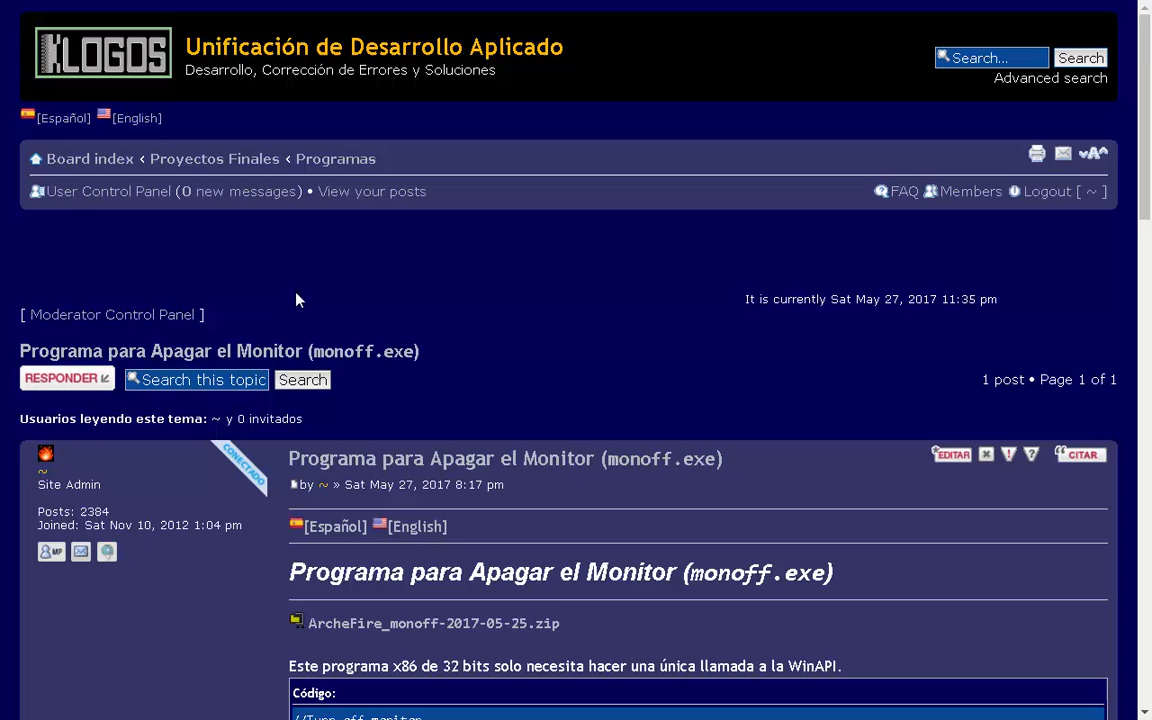 KLOGOS
Unificación de Desarrollo Aplicado
Desarrollo, Corrección de Errores y Soluciones
Search... Search
Advanced search
[Español] [English]
Board index ‹ Proyectos Finales ‹ Programas
AA^
User Control Panel (0 new messages) • View your posts
FAQ Members Logout [ ~ ]
It is currently Sat May 27, 2017 11:35 pm
[ Moderator Control Panel ]
Programa para Apagar el Monitor (monoff.exe)
RESPONDER Search this topic Search
1 post • Page 1 of 1
Usuarios leyendo este tema: ~ y 0 invitados
CONECTADO
~
Site Admin
Posts: 2384
Joined: Sat Nov 10, 2012 1:04 pm
MP
Programa para Apagar el Monitor (monoff.exe)
EDITAR X ! ? CITAR
by ~ » Sat May 27, 2017 8:17 pm
[Español] [English]
Programa para Apagar el Monitor (monoff.exe)
ArcheFire_monoff-2017-05-25.zip
Este programa x86 de 32 bits solo necesita hacer una única llamada a la WinAPI.
Código:
//Turn off monitor